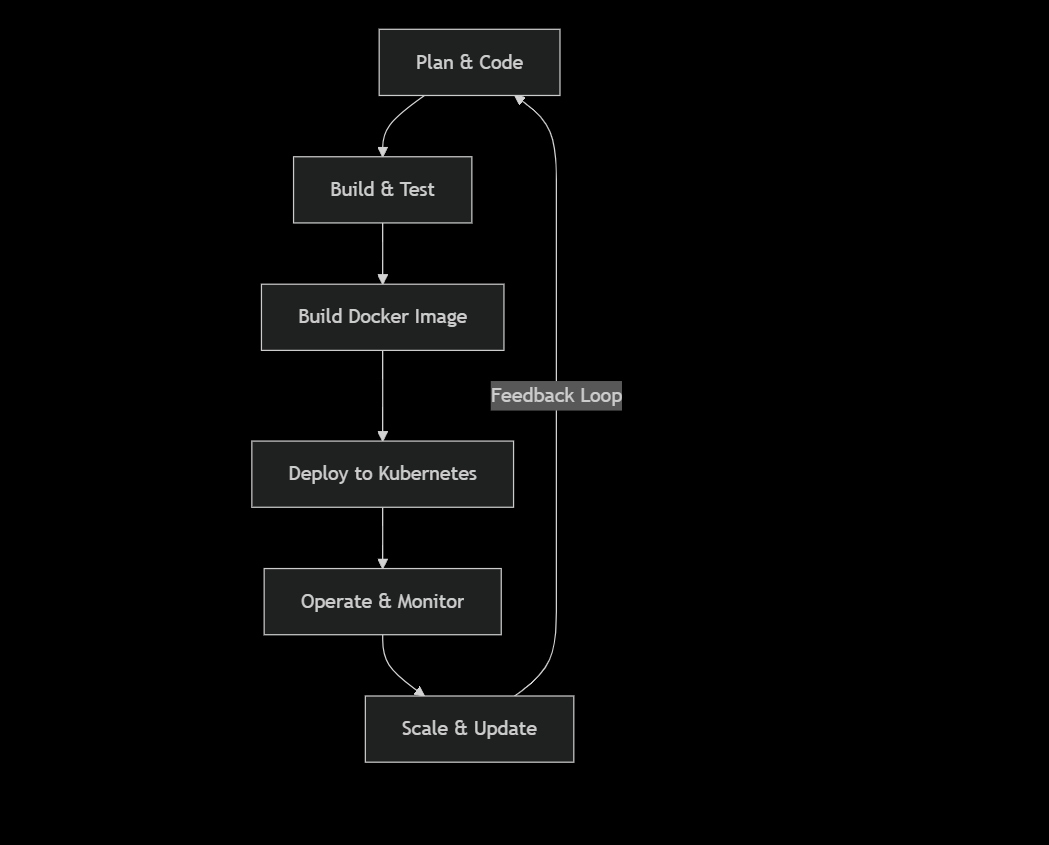 Plan & Code
Build & Test
Build Docker Image
Feedback Loop
Deploy to Kubernetes
Operate & Monitor
Scale & Update